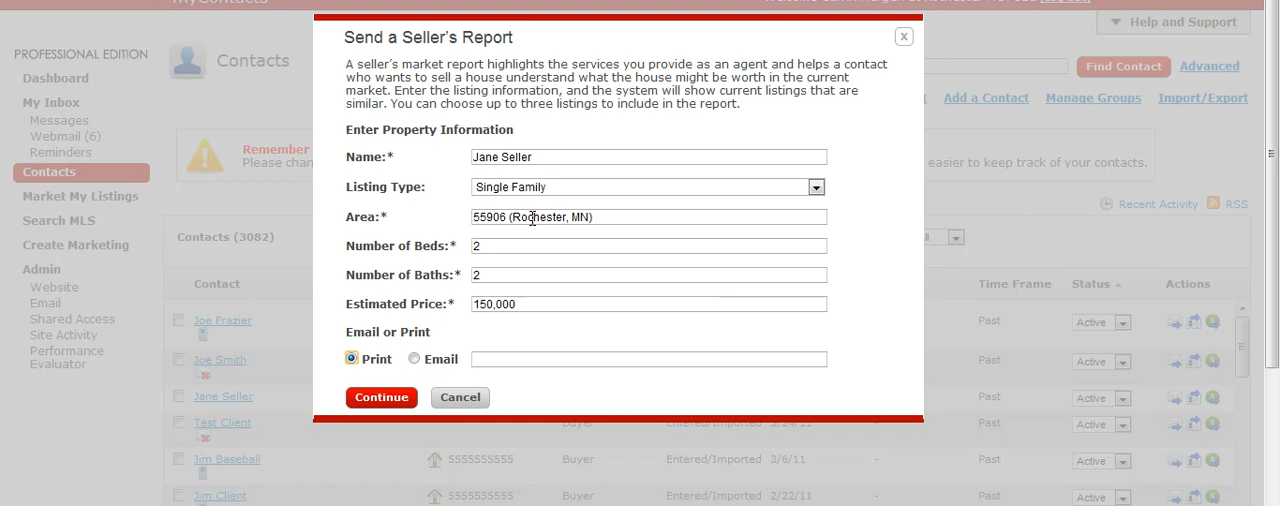 myContacts
Help and Support
PROFESSIONAL EDITION
Dashboard
My Inbox
Messages
Webmail (6)
Reminders
Contacts
Market My Listings
Search MLS
Create Marketing
Admin
Website
Email
Shared Access
Site Activity
Performance
Evaluator
Contacts
Find Contact
Advanced
Add a Contact
Manage Groups
Import/Export
Remember
Please chan
easier to keep track of your contacts.
Recent Activity
RSS
Contacts (3082)
Contact
Time Frame
Status
Actions
Joe Frazier
Past
Active
Joe Smith
Past
Active
Jane Seller
Past
Active
Test Client
Buyer
Entered/Imported
3/24/11
-
Past
Active
Jim Baseball
5555555555
Buyer
Entered/Imported
3/6/11
-
Past
Active
Jim Client
5555555555
Buyer
Entered/Imported
2/22/11
-
Past
Active
Send a Seller's Report
X
A seller's market report highlights the services you provide as an agent and helps a contact
who wants to sell a house understand what the house might be worth in the current
market. Enter the listing information, and the system will show current listings that are
similar. You can choose up to three listings to include in the report.
Enter Property Information
Name:*
Jane Seller
Listing Type:
Single Family
Area:*
55906 (Rochester, MN)
Number of Beds:*
2
Number of Baths:*
2
Estimated Price:*
150,000
Email or Print
Print
Email
Continue
Cancel